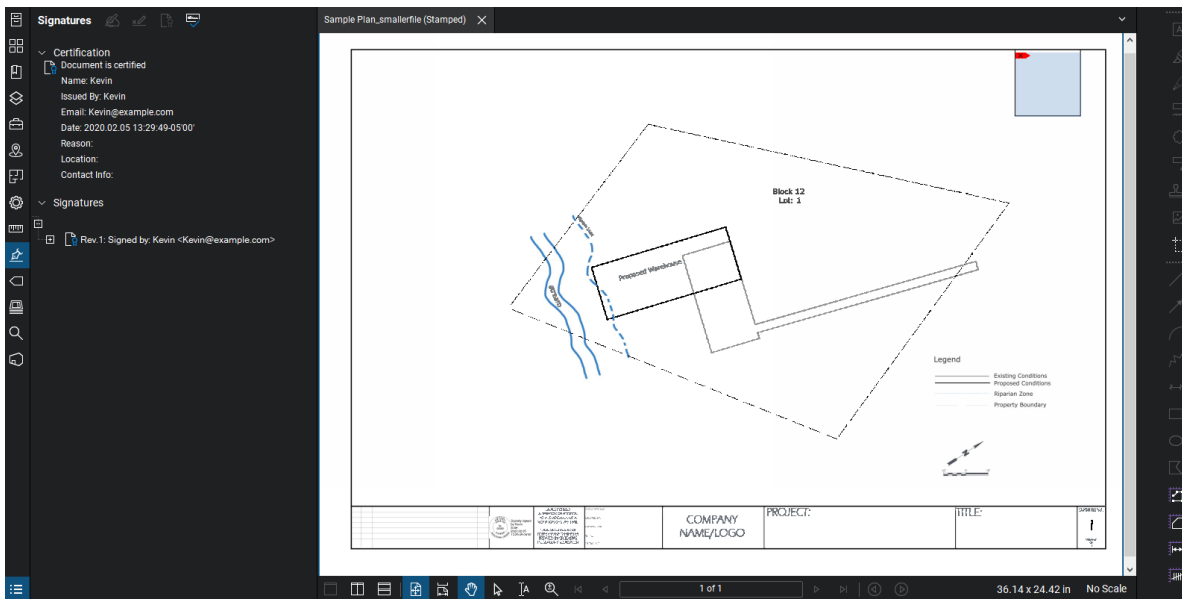 Signatures
Certification
Document is certified
Name: Kevin
Issued By: Kevin
Email: Kevin@example.com
Date: 2020.02.05 13:29:49-05'00'
Reason:
Location:
Contact Info:
Signatures
Rev.1: Signed by: Kevin <Kevin@example.com>
Sample Plan_smallerfile (Stamped)
Block 12
Lot: 1
Proposed Warehouse
Legend
Existing Conditions
Proposed Conditions
Riparian Zone
Property Boundary
N
COMPANY
NAME/LOGO
PROJECT:
TITLE:
1
1 of 1
36.14 x 24.42 in
No Scale